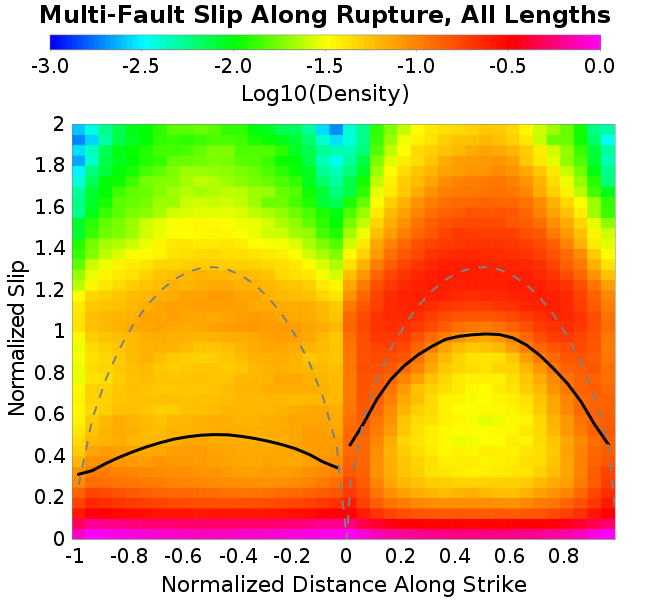 Multi-Fault Slip Along Rupture, All Lengths
-3.0 -2.5 -2.0 -1.5 -1.0 -0.5 0.0
Log10(Density)
2
1.8
1.6
1.4
1.2
1
0.8
0.6
0.4
0.2
0
Normalized Slip
-1 -0.8 -0.6 -0.4 -0.2 0 0.2 0.4 0.6 0.8
Normalized Distance Along Strike